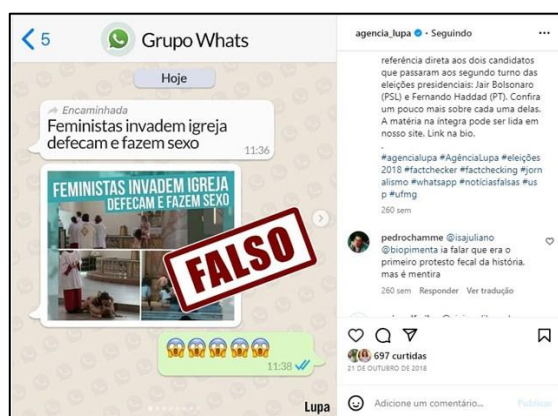 5
Grupo Whats
Hoje
Encaminhada
Feministas invadem igreja
defecam e fazem sexo
11:36
FEMINISTAS INVADEM IGREJA
DEFECAM E FAZEM SEXO
FALSO
11:38
Lupa
agencia_lupa • Seguindo
referência direta aos dois candidatos
que passaram aos segundo turno das
eleições presidenciais: Jair Bolsonaro
(PSL) e Fernando Haddad (PT). Confira
um pouco mais sobre cada uma delas.
A matéria na íntegra pode ser lida em
nosso site. Link na bio.
.
#agencialupa #AgênciaLupa #eleições
2018 #factchecker #factchecking #jorn
alismo #whatsapp #notíciasfalsas #us
p #ufmg
260 sem
pedrochamme @isajuliano
@biopimenta ia falar que era o
primeiro protesto fecal da história,
mas é mentira
260 sem Responder Ver tradução
697 curtidas
21 DE OUTUBRO DE 2018
Adicione um comentário...
Publicar